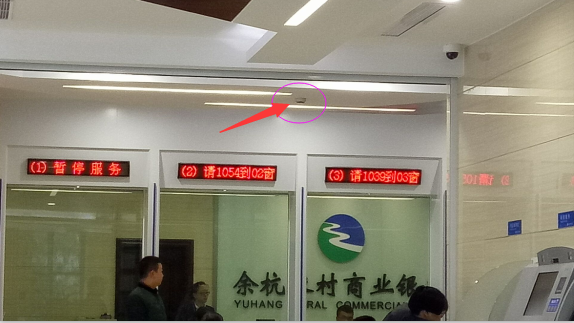 (1)暂停服务
(2)请1054到02窗
(3)请1039到03窗
余杭 村商业银
YUHANG RAL COMMERCIA